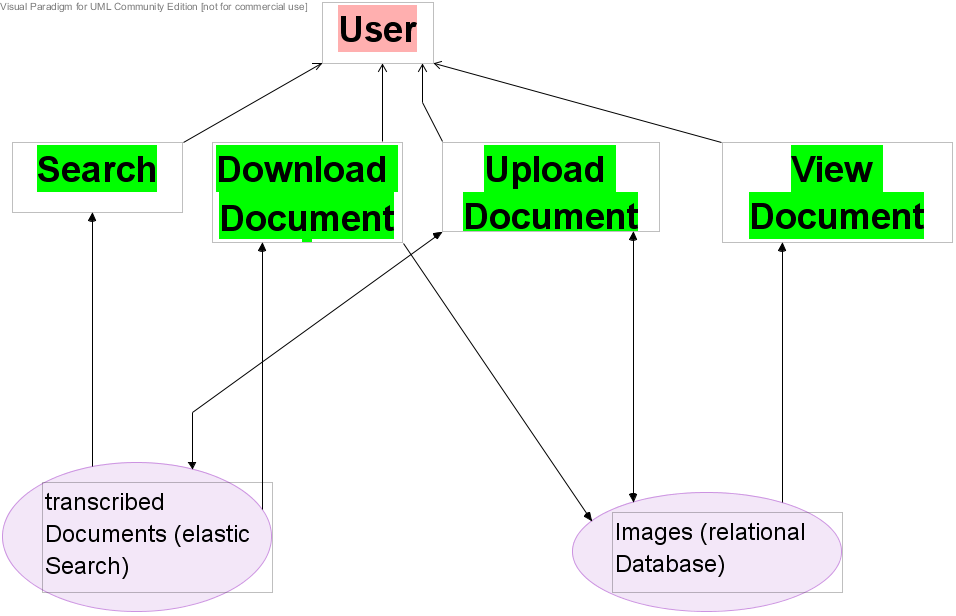 Visual Paradigm for UML Community Edition [not for commercial use]
User
Search
Download
Document
Upload
Document
View
Document
transcribed
Documents (elastic
Search)
Images (relational
Database)